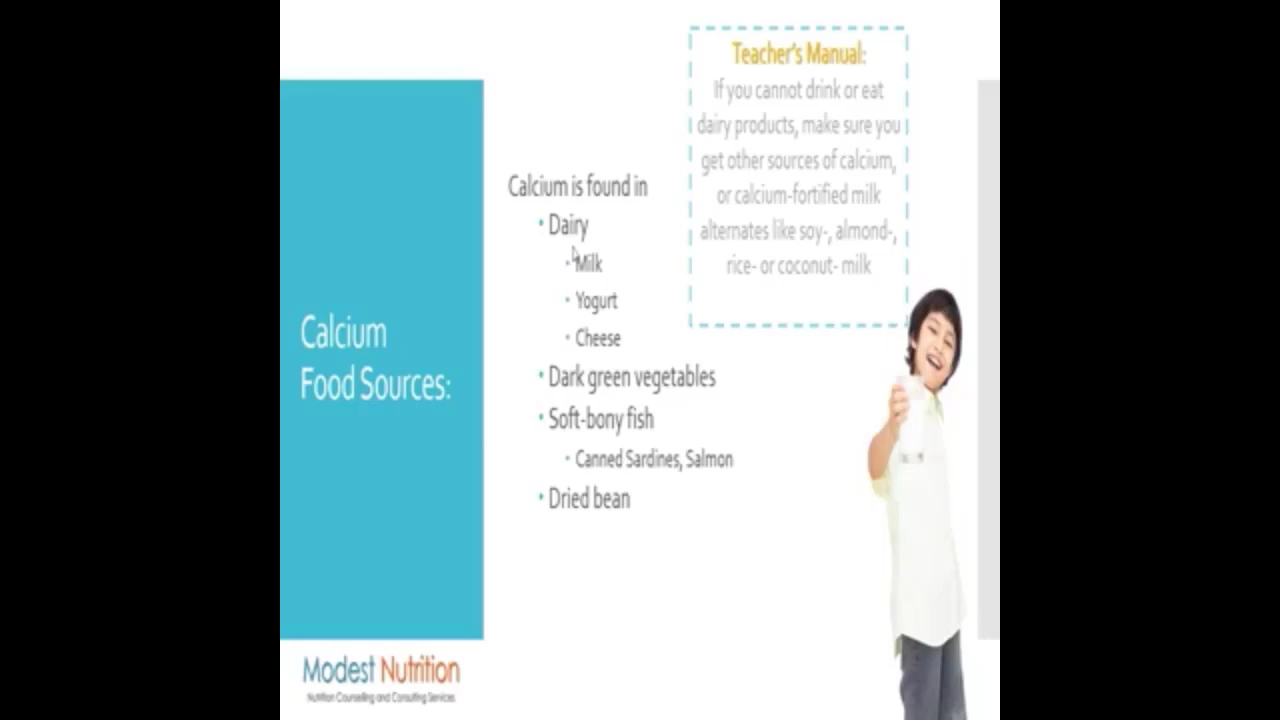 Teacher's Manual:
If you cannot drink or eat
dairy products, make sure you
get other sources of calcium,
or calcium-fortified milk
alternates like soy-, almond-,
rice- or coconut- milk
Calcium is found in
• Dairy
• Milk
• Yogurt
• Cheese
• Dark green vegetables
• Soft-bony fish
• Canned Sardines, Salmon
• Dried bean
Calcium
Food Sources:
Modest Nutrition
Nutrition Counselling and Consulting Services